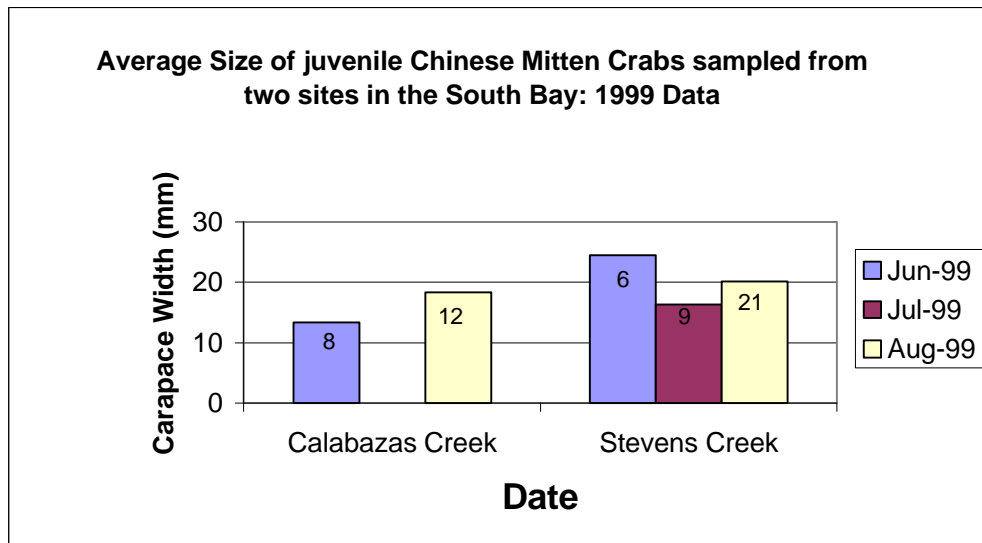 Average Size of juvenile Chinese Mitten Crabs sampled from
two sites in the South Bay: 1999 Data
Carapace Width (mm)
30
20
10
0
8
12
6
9
21
Calabazas Creek
Stevens Creek
Date
Jun-99
Jul-99
Aug-99